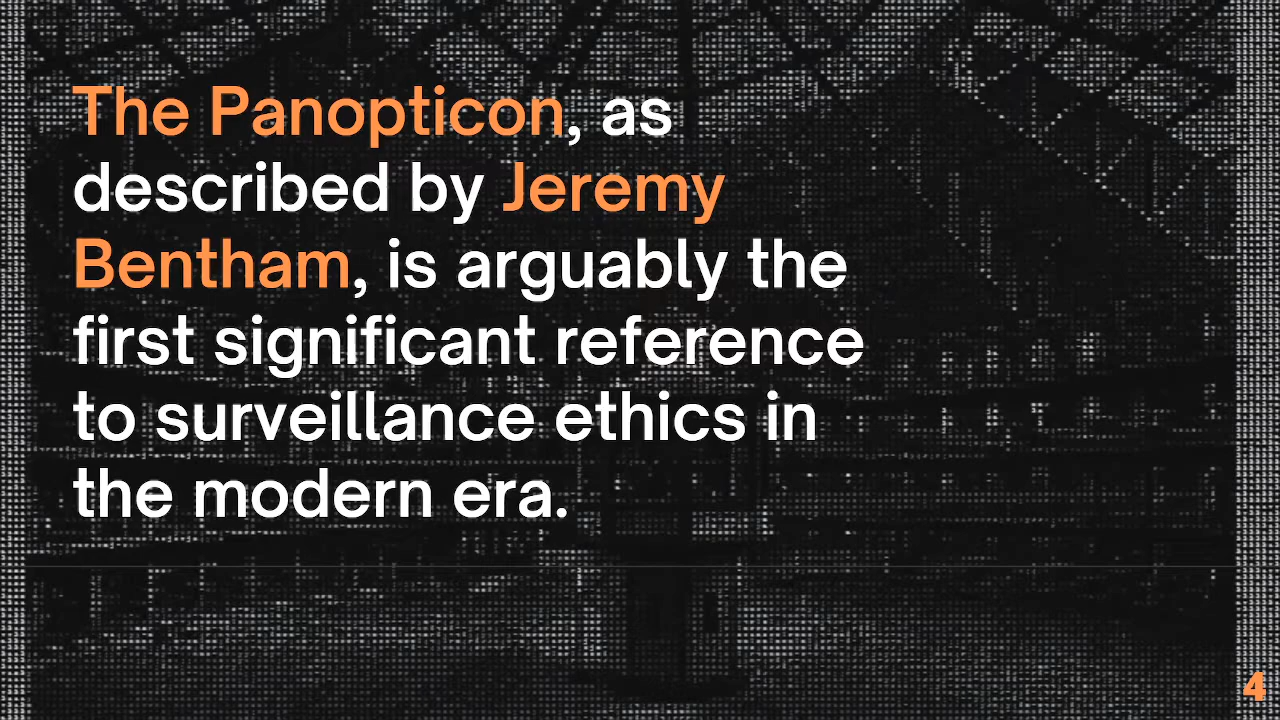 The Panopticon, as
described by Jeremy
Bentham, is arguably the
first significant reference
to surveillance ethics in
the modern era.
4